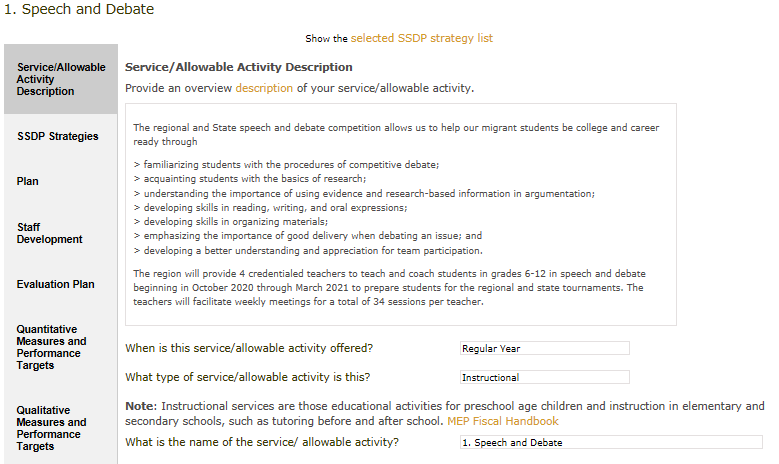 1. Speech and Debate
Show the selected SSDP strategy list
Service/Allowable
Activity
Description
SSDP Strategies
Plan
Staff
Development
Evaluation Plan
Quantitative
Measures and
Performance
Targets
Qualitative
Measures and
Performance
Targets
Service/Allowable Activity Description
Provide an overview description of your service/allowable activity.
The regional and State speech and debate competition allows us to help our migrant students be college and career
ready through
> familiarizing students with the procedures of competitive debate;
> acquainting students with the basics of research;
> understanding the importance of using evidence and research-based information in argumentation;
> developing skills in reading, writing, and oral expressions;
> developing skills in organizing materials;
> emphasizing the importance of good delivery when debating an issue; and
> developing a better understanding and appreciation for team participation.
The region will provide 4 credentialed teachers to teach and coach students in grades 6-12 in speech and debate
beginning in October 2020 through March 2021 to prepare students for the regional and state tournaments. The
teachers will facilitate weekly meetings for a total of 34 sessions per teacher.
When is this service/allowable activity offered? Regular Year
What type of service/allowable activity is this? Instructional
Note: Instructional services are those educational activities for preschool age children and instruction in elementary and
secondary schools, such as tutoring before and after school. MEP Fiscal Handbook
What is the name of the service/ allowable activity? 1. Speech and Debate